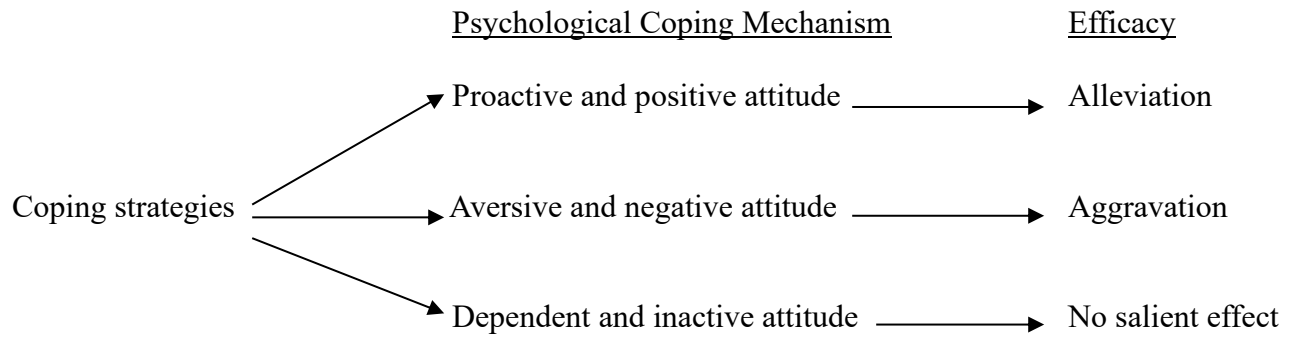 Psychological Coping Mechanism Efficacy
Proactive and positive attitude Alleviation
Coping strategies Aversive and negative attitude Aggravation
Dependent and inactive attitude No salient effect